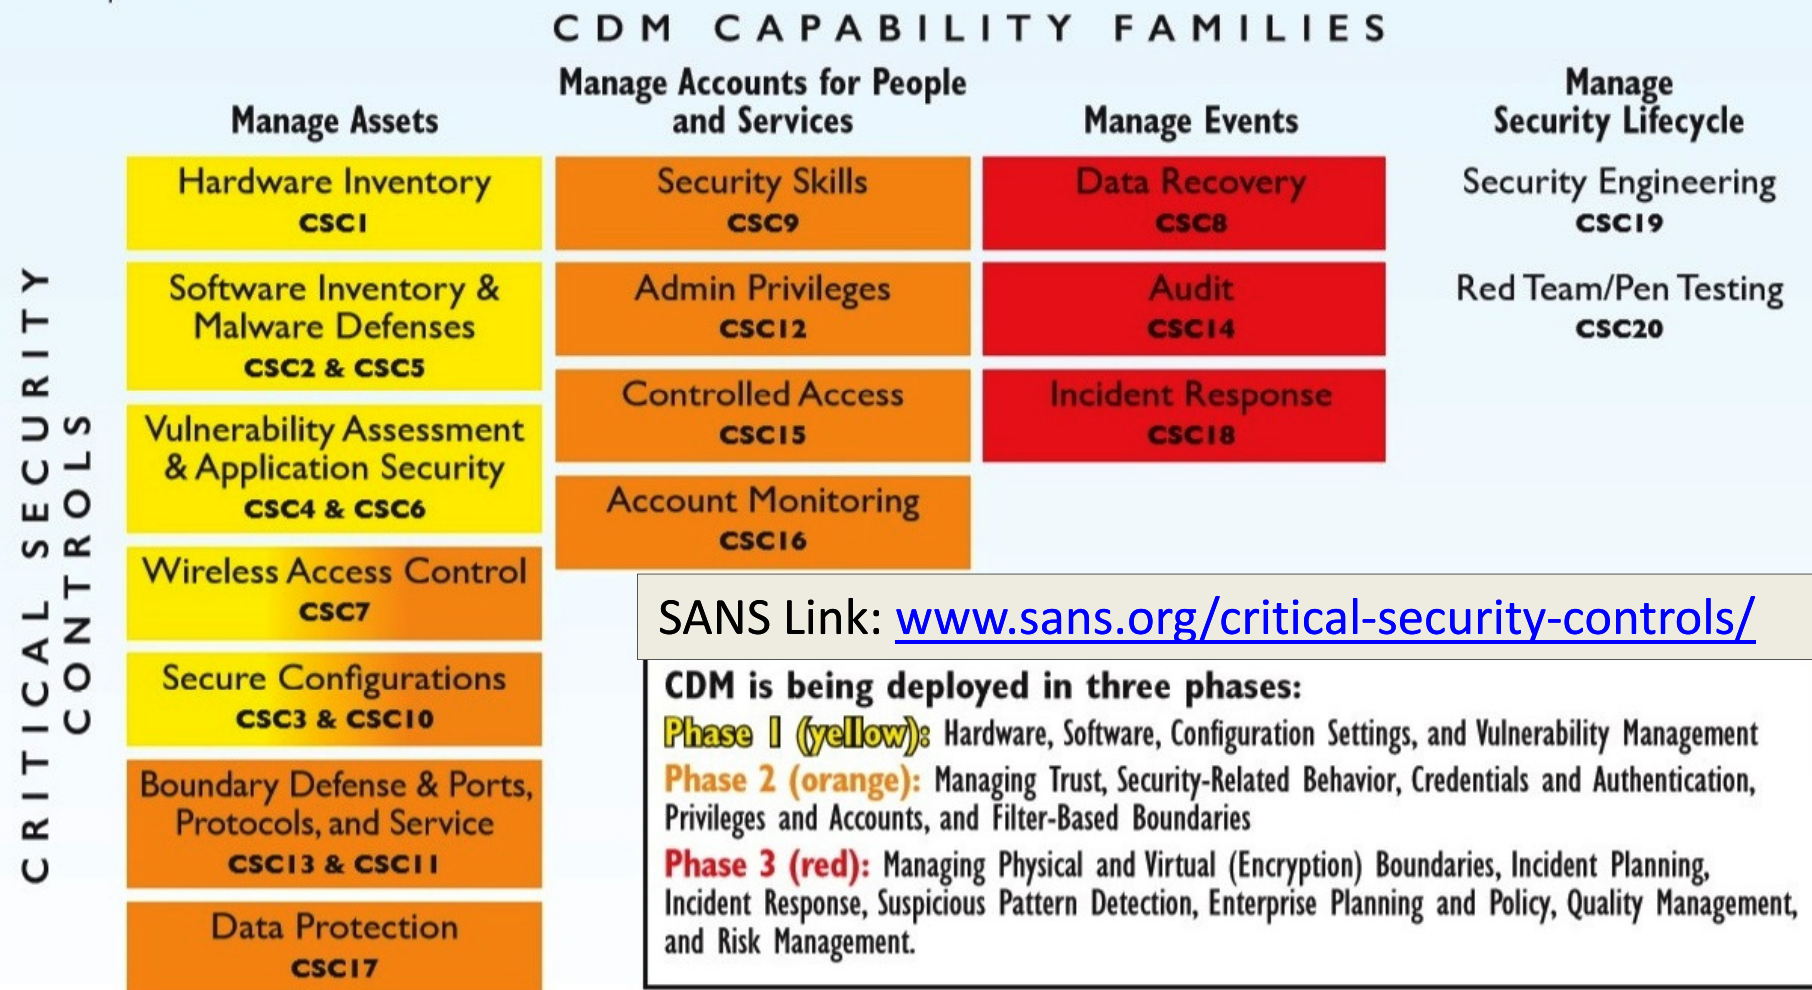 CDM CAPABILITY FAMILIES
CRITICAL SECURITY
CONTROLS
Manage Assets
Hardware Inventory
CSC1
Software Inventory &
Malware Defenses
CSC2 & CSC5
Vulnerability Assessment
& Application Security
CSC4 & CSC6
Wireless Access Control
CSC7
Secure Configurations
CSC3 & CSC10
Boundary Defense & Ports,
Protocols, and Service
CSC13 & CSC11
Data Protection
CSC17
Manage Accounts for People
and Services
Security Skills
CSC9
Admin Privileges
CSC12
Controlled Access
CSC15
Account Monitoring
CSC16
Manage Events
Data Recovery
CSC8
Audit
CSC14
Incident Response
CSC18
Manage
Security Lifecycle
Security Engineering
CSC19
Red Team/Pen Testing
CSC20
SANS Link: www.sans.org/critical-security-controls/
CDM is being deployed in three phases:
Phase 1 (yellow): Hardware, Software, Configuration Settings, and Vulnerability Management
Phase 2 (orange): Managing Trust, Security-Related Behavior, Credentials and Authentication,
Privileges and Accounts, and Filter-Based Boundaries
Phase 3 (red): Managing Physical and Virtual (Encryption) Boundaries, Incident Planning,
Incident Response, Suspicious Pattern Detection, Enterprise Planning and Policy, Quality Management,
and Risk Management.